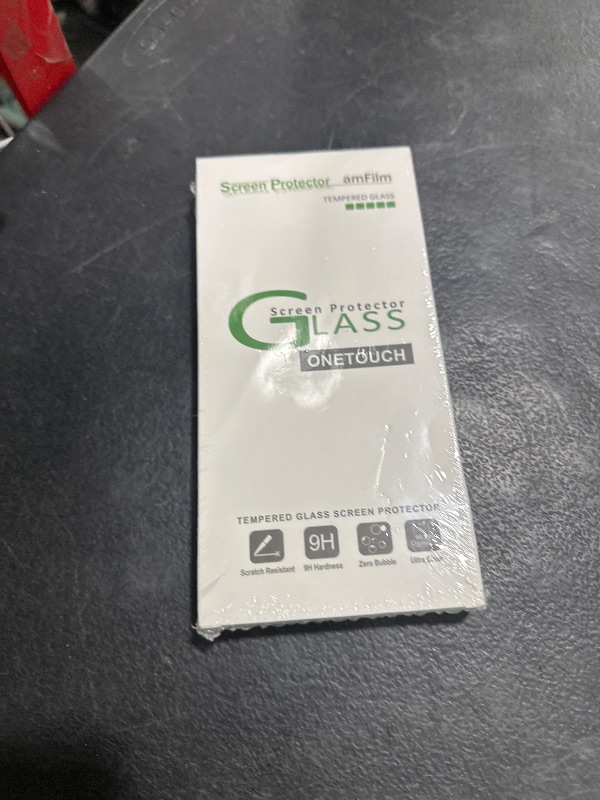 Screen Protector amFilm
TEMPERED GLASS
Screen Protector
GLASS
ONETOUCH
TEMPERED GLASS SCREEN PROTECTOR
9H
Scratch Resistant 9H Hardness Zero Bubble Ultra